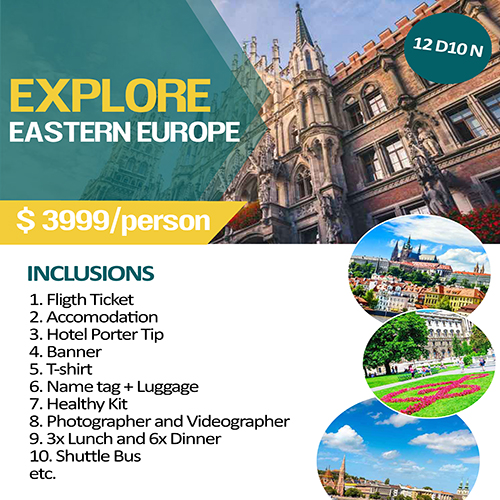 12 D10 N
EXPLORE
EASTERN EUROPE
$ 3999/person
INCLUSIONS
1. Fligth Ticket
2. Accomodation
3. Hotel Porter Tip
4. Banner
5. T-shirt
6. Name tag + Luggage
7. Healthy Kit
8. Photographer and Videographer
9. 3x Lunch and 6x Dinner
10. Shuttle Bus
etc.